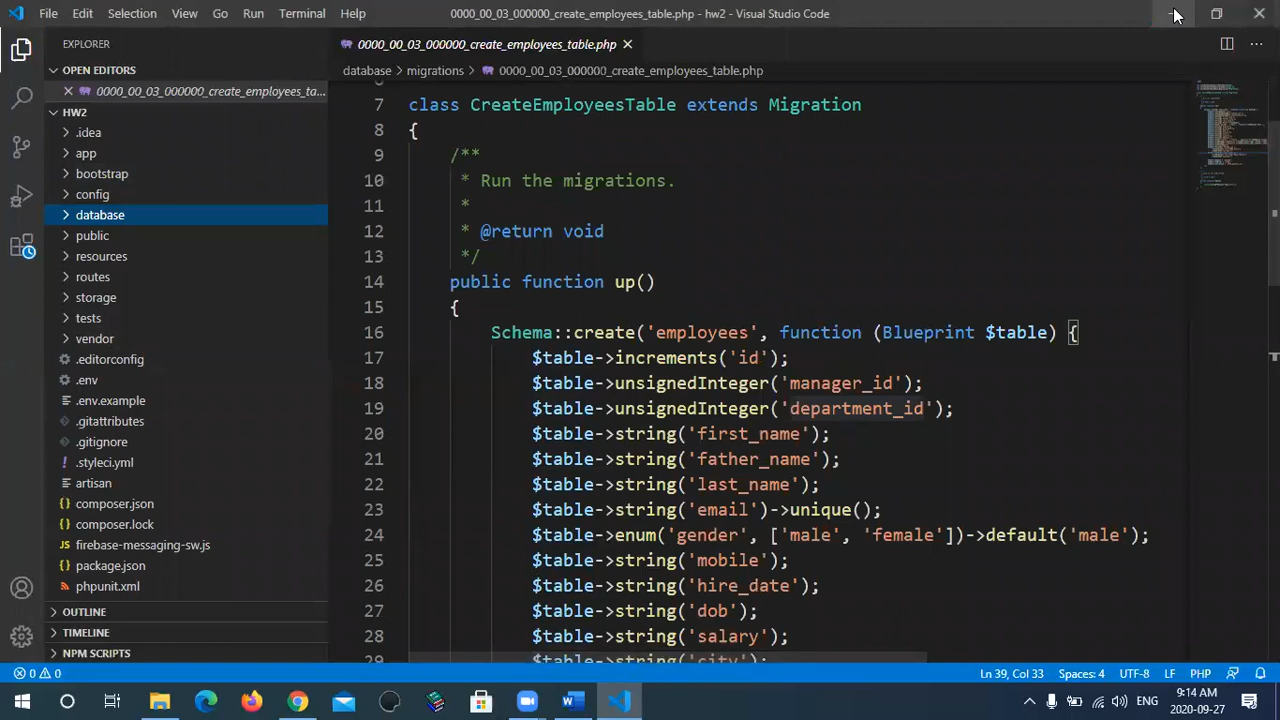 File Edit Selection View Go Run Terminal Help 0000_00_03_000000_create_employees_table.php - hw2 - Visual Studio Code
EXPLORER
0000_00_03_000000_create_employees_table.php
OPEN EDITORS
0000_00_03_000000_create_employees_ta...
HW2
.idea
app
bootstrap
config
database
public
resources
routes
storage
tests
vendor
.editorconfig
.env
.env.example
.gitattributes
.gitignore
.styleci.yml
artisan
composer.json
composer.lock
firebase-messaging-sw.js
package.json
phpunit.xml
OUTLINE
TIMELINE
NPM SCRIPTS
database > migrations > 0000_00_03_000000_create_employees_table.php
7 class CreateEmployeesTable extends Migration
8 {
9 /**
10 * Run the migrations.
11 *
12 * @return void
13 */
14 public function up()
15 {
16 Schema::create('employees', function (Blueprint $table) {
17 $table->increments('id');
18 $table->unsignedInteger('manager_id');
19 $table->unsignedInteger('department_id');
20 $table->string('first_name');
21 $table->string('father_name');
22 $table->string('last_name');
23 $table->string('email')->unique();
24 $table->enum('gender', ['male', 'female'])->default('male');
25 $table->string('mobile');
26 $table->string('hire_date');
27 $table->string('dob');
28 $table->string('salary');
29 $table->string('city');
0 0 Ln 39, Col 33 Spaces: 4 UTF-8 LF PHP
ENG 9:14 AM
2020-09-27